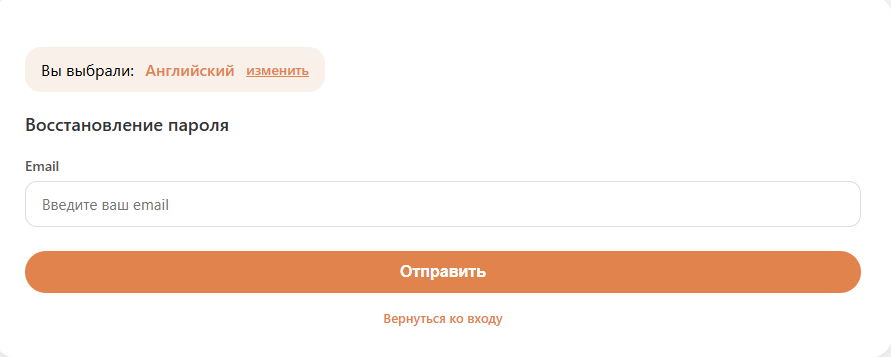 Вы выбрали: Английский изменить
Восстановление пароля
Email
Введите ваш email
Отправить
Вернуться ко входу